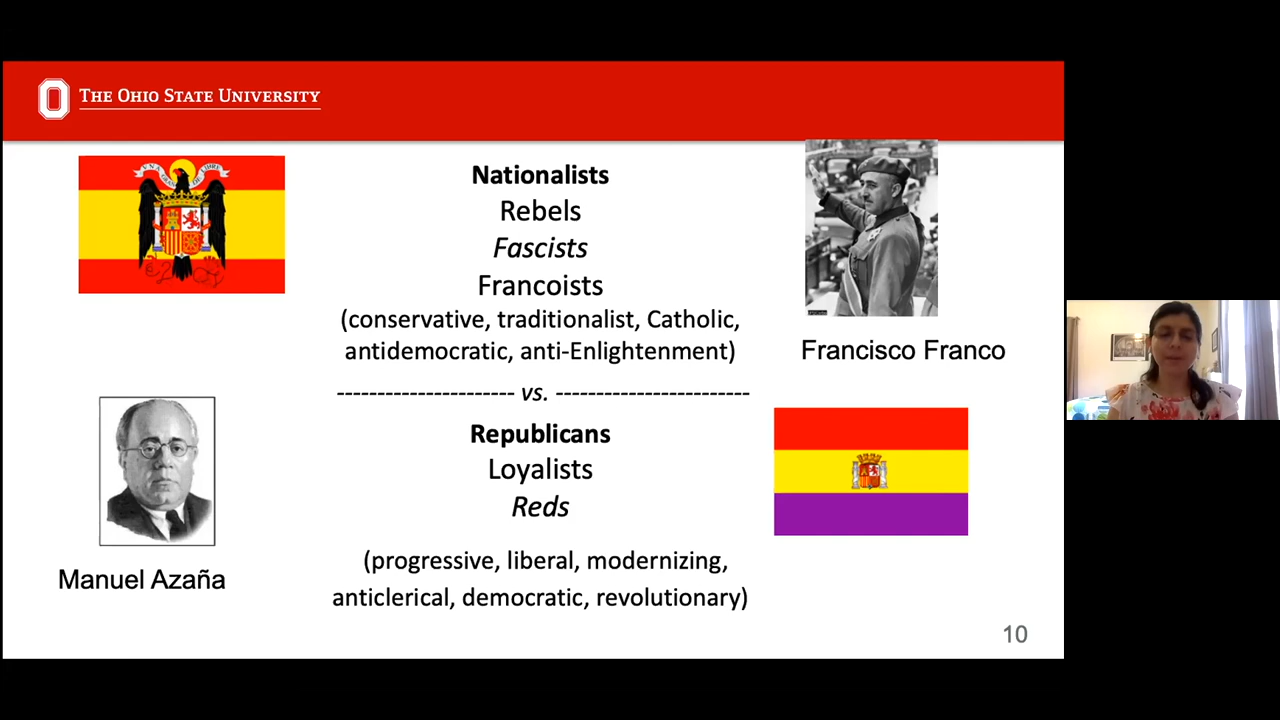 THE OHIO STATE UNIVERSITY
Nationalists
Rebels
Fascists
Francoists
(conservative, traditionalist, Catholic,
antidemocratic, anti-Enlightenment)
Francisco Franco
---------------------- vs. ------------------------
Republicans
Loyalists
Reds
(progressive, liberal, modernizing,
anticlerical, democratic, revolutionary)
Manuel Azaña
10